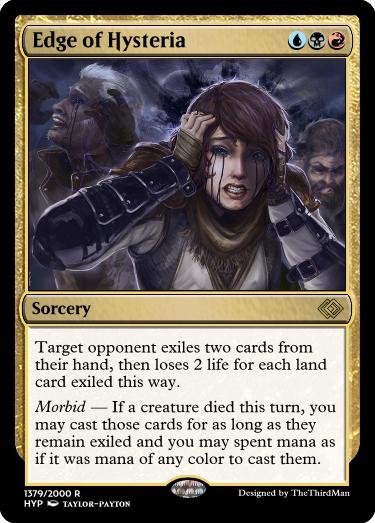 Edge of Hysteria
Sorcery
Target opponent exiles two cards from
their hand, then loses 2 life for each land
card exiled this way.
Morbid — If a creature died this turn, you
may cast those cards for as long as they
remain exiled and you may spent mana as
if it was mana of any color to cast them.
1379/2000 R
HYP TAYLOR-PAYTON
Designed by TheThirdMan